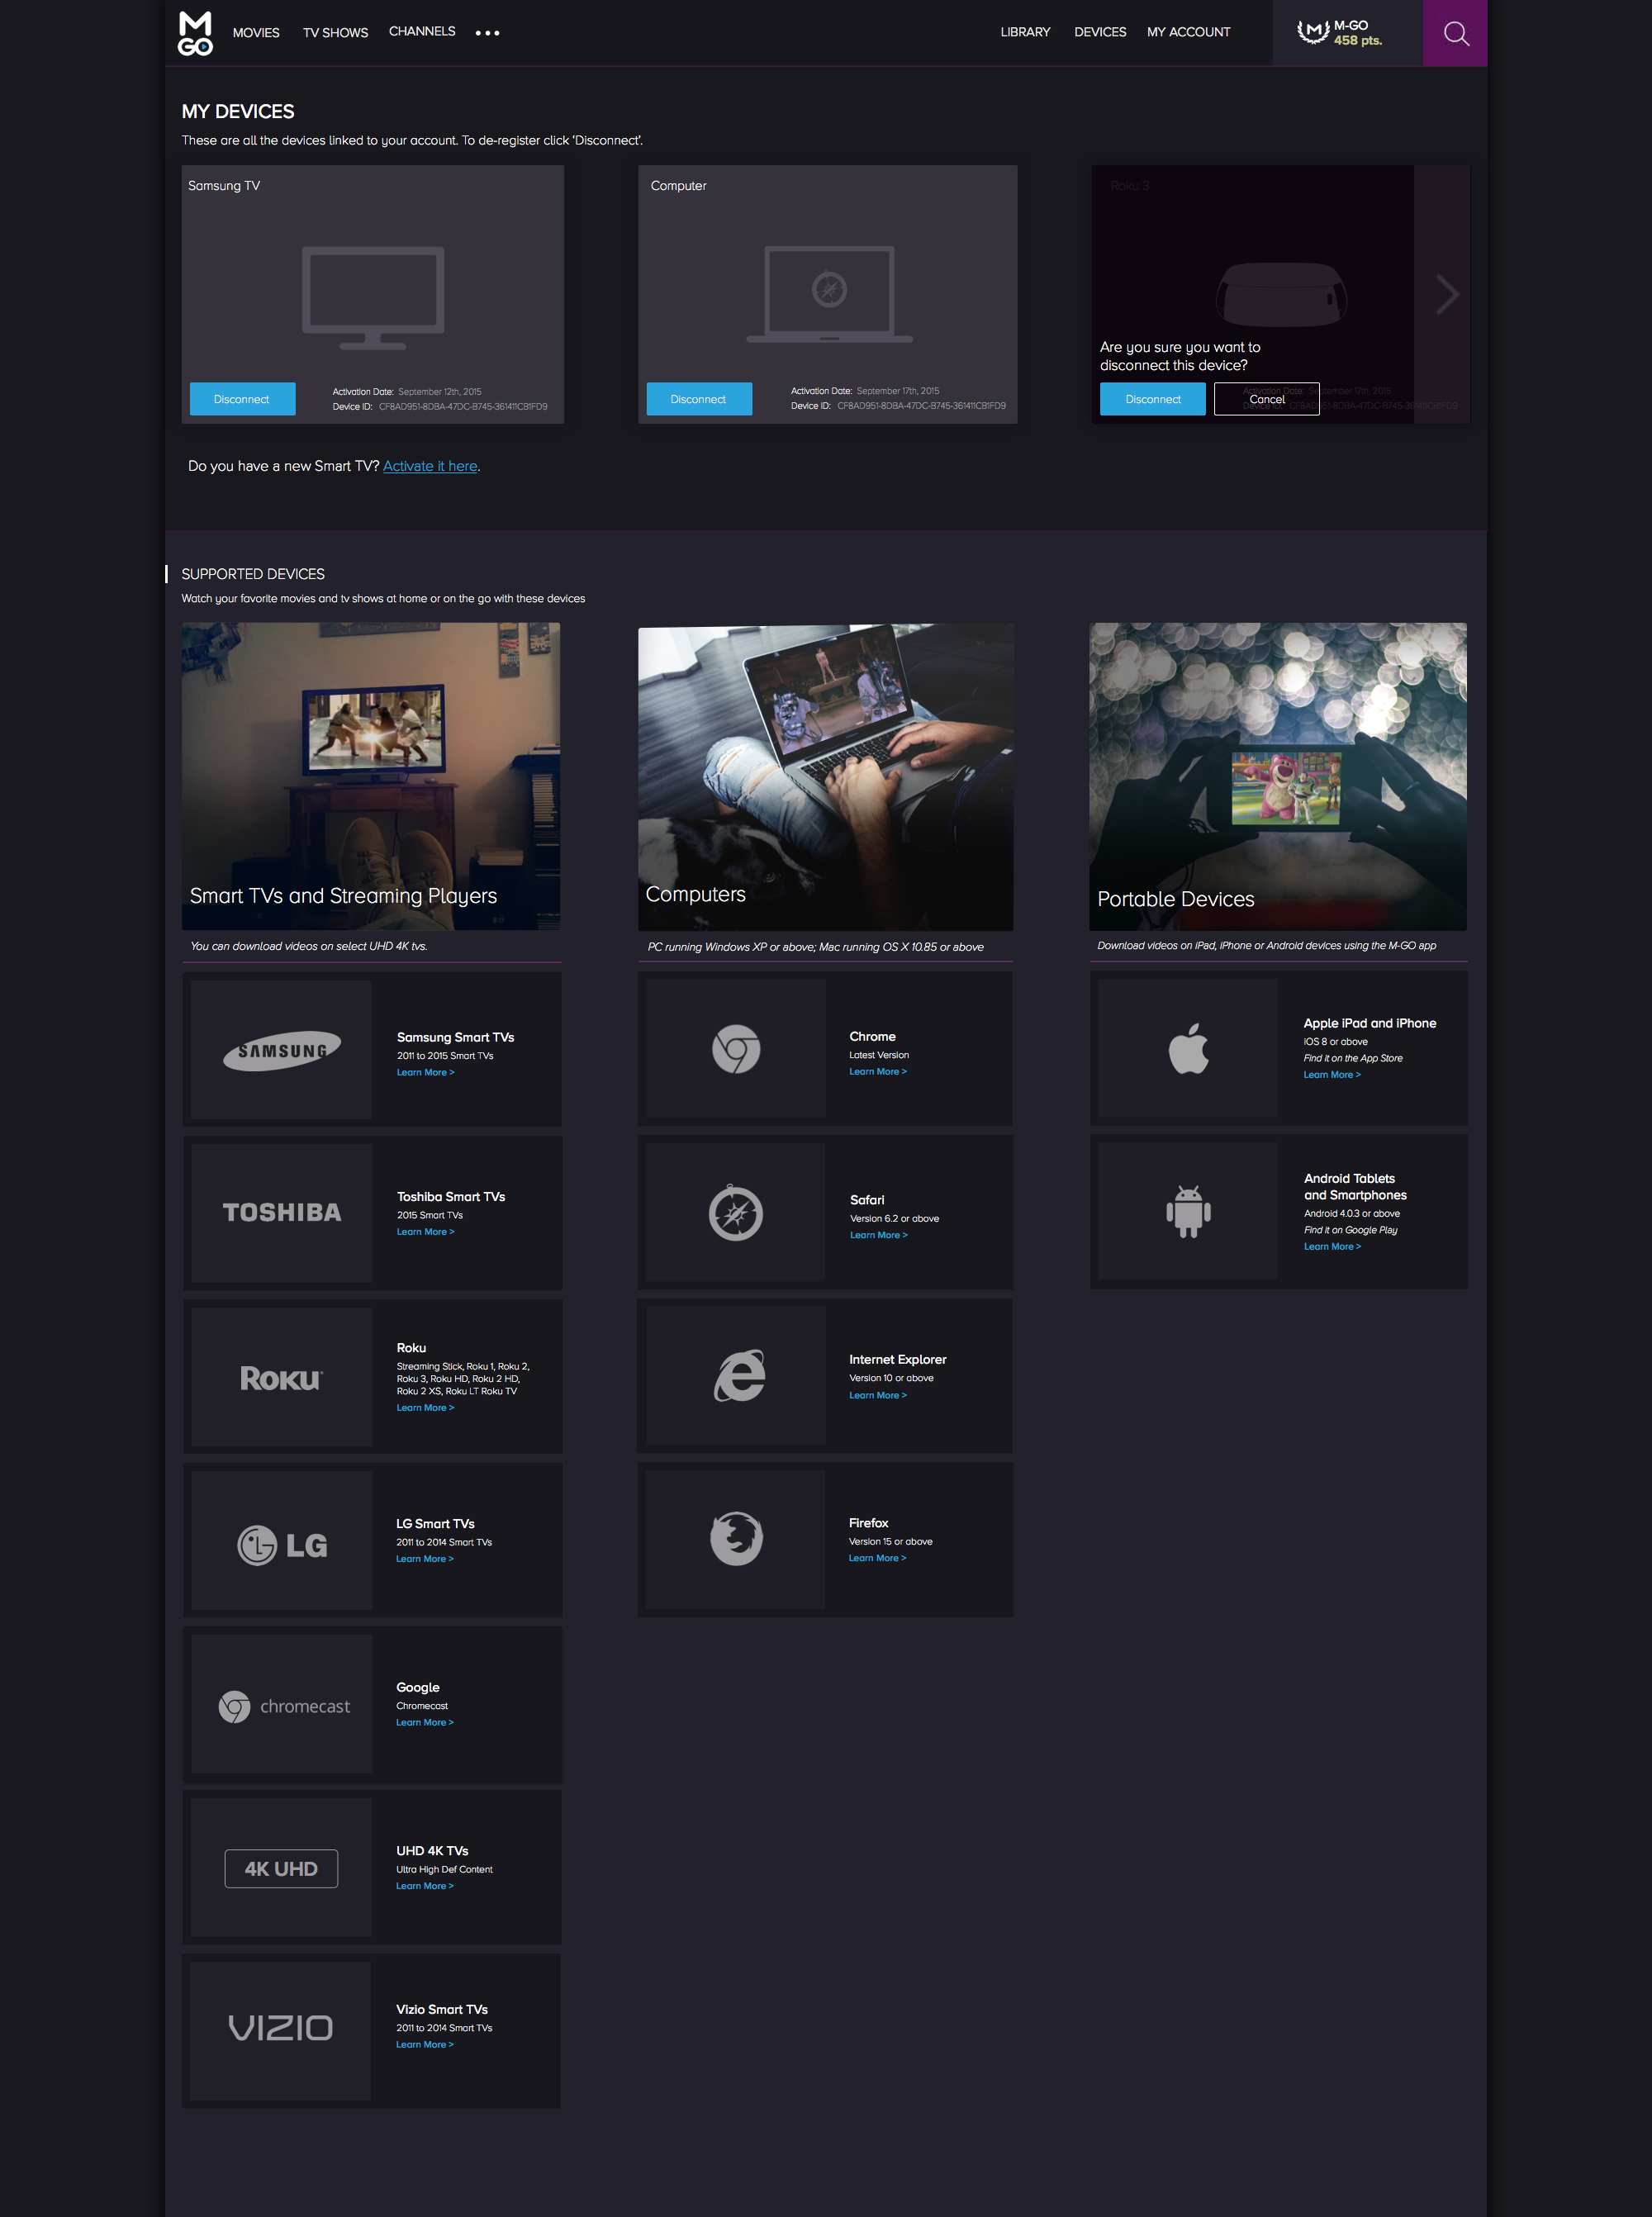 M
GO
MOVIES
TV SHOWS
CHANNELS
LIBRARY
DEVICES
MY ACCOUNT
M
M-GO
458 pts.
MY DEVICES
These are all the devices linked to your account. To de-register click ‘Disconnect’.
Samsung TV
Disconnect
Activation Date: September 12th, 2015
Device ID: CF8AD951-8DBA-47DC-B745-361411CB1FD9
Computer
Disconnect
Activation Date: September 17th, 2015
Device ID: CF8AD951-8DBA-47DC-B745-361411CB1FD9
Roku 3
Are you sure you want to
disconnect this device?
Disconnect
Cancel
Activation Date: September 17th, 2015
Device ID: CF8AD951-8DBA-47DC-B745-361411CB1FD9
Do you have a new Smart TV? Activate it here.
SUPPORTED DEVICES
Watch your favorite movies and tv shows at home or on the go with these devices
Smart TVs and Streaming Players
You can download videos on select UHD 4K tvs.
SAMSUNG
Samsung Smart TVs
2011 to 2015 Smart TVs
Learn More >
TOSHIBA
Toshiba Smart TVs
2015 Smart TVs
Learn More >
ROKU
Roku
Streaming Stick, Roku 1, Roku 2,
Roku 3, Roku HD, Roku 2 HD,
Roku 2 XS, Roku LT Roku TV
Learn More >
LG
LG Smart TVs
2011 to 2014 Smart TVs
Learn More >
chromecast
Google
Chromecast
Learn More >
4K UHD
UHD 4K TVs
Ultra High Def Content
Learn More >
VIZIO
Vizio Smart TVs
2011 to 2014 Smart TVs
Learn More >
Computers
PC running Windows XP or above; Mac running OS X 10.85 or above
Chrome
Latest Version
Learn More >
Safari
Version 6.2 or above
Learn More >
Internet Explorer
Version 10 or above
Learn More >
Firefox
Version 15 or above
Learn More >
Portable Devices
Download videos on iPad, iPhone or Android devices using the M-GO app
Apple iPad and iPhone
iOS 8 or above
Find it on the App Store
Learn More >
Android Tablets
and Smartphones
Android 4.0.3 or above
Find it on Google Play
Learn More >